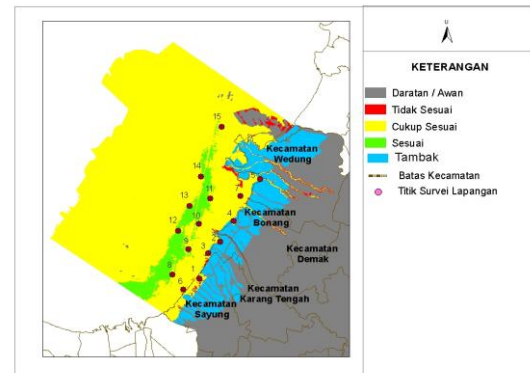 U
KETERANGAN
Daratan / Awan
Tidak Sesuai
Cukup Sesuai
Sesuai
Tambak
Batas Kecamatan
Titik Survei Lapangan
15
Kecamatan
Wedung
14
11
7
13
Kecamatan
Bonang
10
4
12
9
Kecamatan
Demak
3
8
1
6
Kecamatan
Karang Tengah
Kecamatan
Sayung